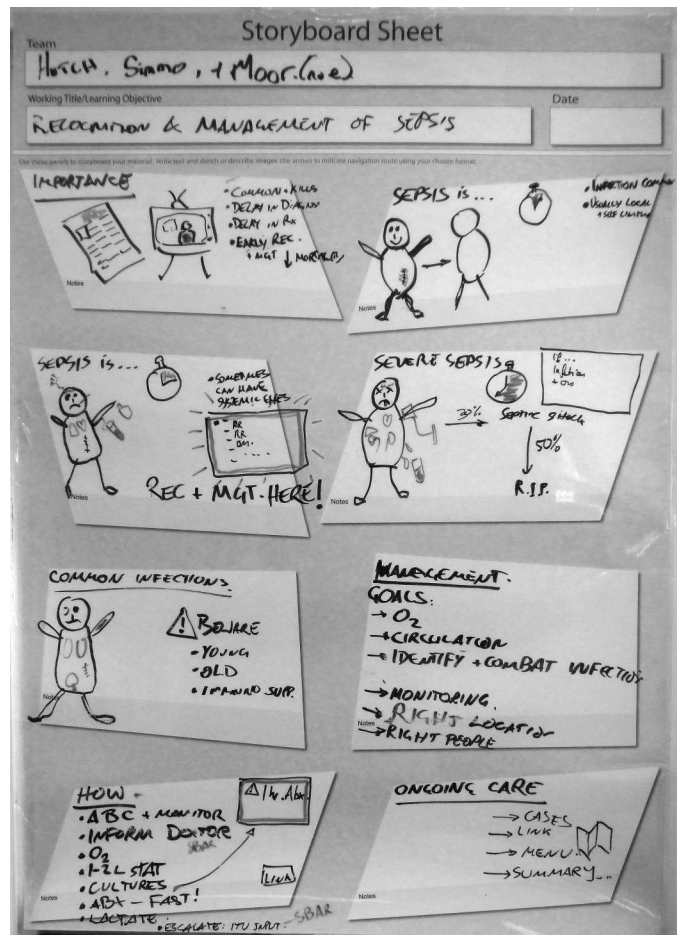 Storyboard Sheet
Team
HUTCH, Simmo, + Moor.(n.e)
Working Title/Learning Objective
RECOGNITION & MANAGEMENT OF SEPSIS
Date
Use these panels to storyboard your material. Write text and sketch or describe images. Use arrows to indicate navigation route using your chosen format.
IMPORTANCE
• COMMON + KILLS
• DELAY IN DIAGNOSIS
• DELAY IN Rx
• EARLY REC.
+ MGT ↓ MORTALITY
Notes
SEPSIS is...
• INFECTION COMMON
• USUALLY LOCAL
+ SELF LIMITING
Notes
SEPSIS is...
• SOMETIMES
CAN HAVE
SYSTEMIC
- RR
REC + MGT. HERE!
Notes
SEVERE SEPSIS
IF...
Infection
+
SEPTIC SHOCK
50%
R.I.P.
Notes
COMMON INFECTIONS.
! BEWARE
• YOUNG
• OLD
• IMMUNO SUPP.
Notes
MANAGEMENT.
GOALS:
→ O2
→ CIRCULATION
→ IDENTIFY + COMBAT INFECTION
→ MONITORING.
→ RIGHT LOCATION
→ RIGHT PEOPLE
Notes
HOW -
• ABC + MONITOR
• INFORM DOCTOR
SBAR
• O2
• 1-2L STAT
• CULTURES
• ABX - FAST!
• LACTATE
• ESCALATE: ITU INPUT. - SBAR
! 1hr. Abx.
LINK
Notes
ONGOING CARE
→ CASES
→ LINK
→ MENU
→ SUMMARY...
Notes